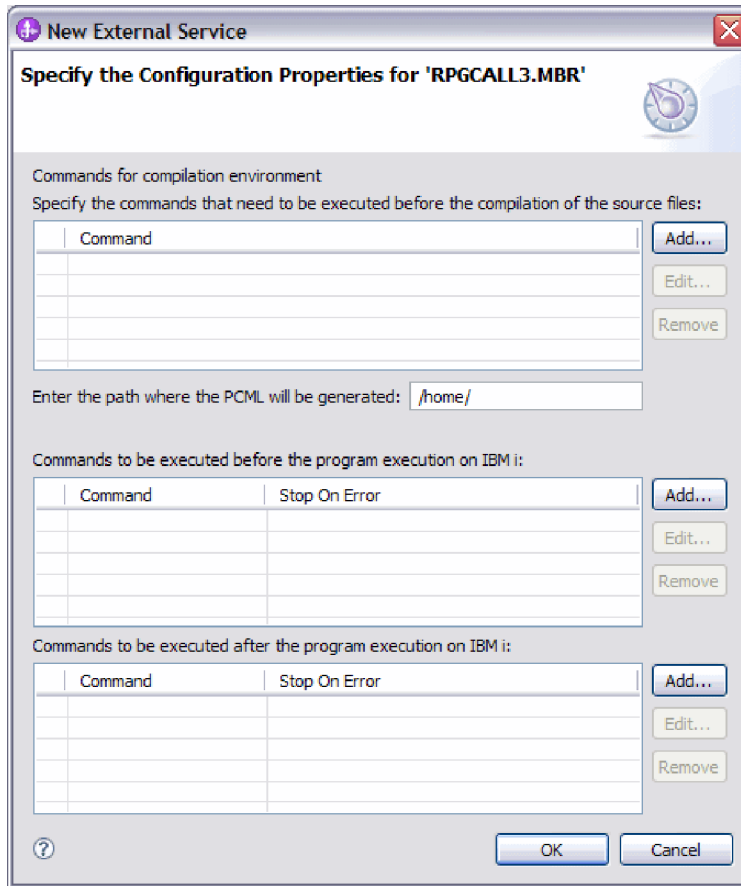 New External Service
Specify the Configuration Properties for 'RPGCALL3.MBR'
Commands for compilation environment
Specify the commands that need to be executed before the compilation of the source files:
Command
Add...
Edit...
Remove
Enter the path where the PCML will be generated: /home/
Commands to be executed before the program execution on IBM i:
Command Stop On Error
Add...
Edit...
Remove
Commands to be executed after the program execution on IBM i:
Command Stop On Error
Add...
Edit...
Remove
? OK Cancel